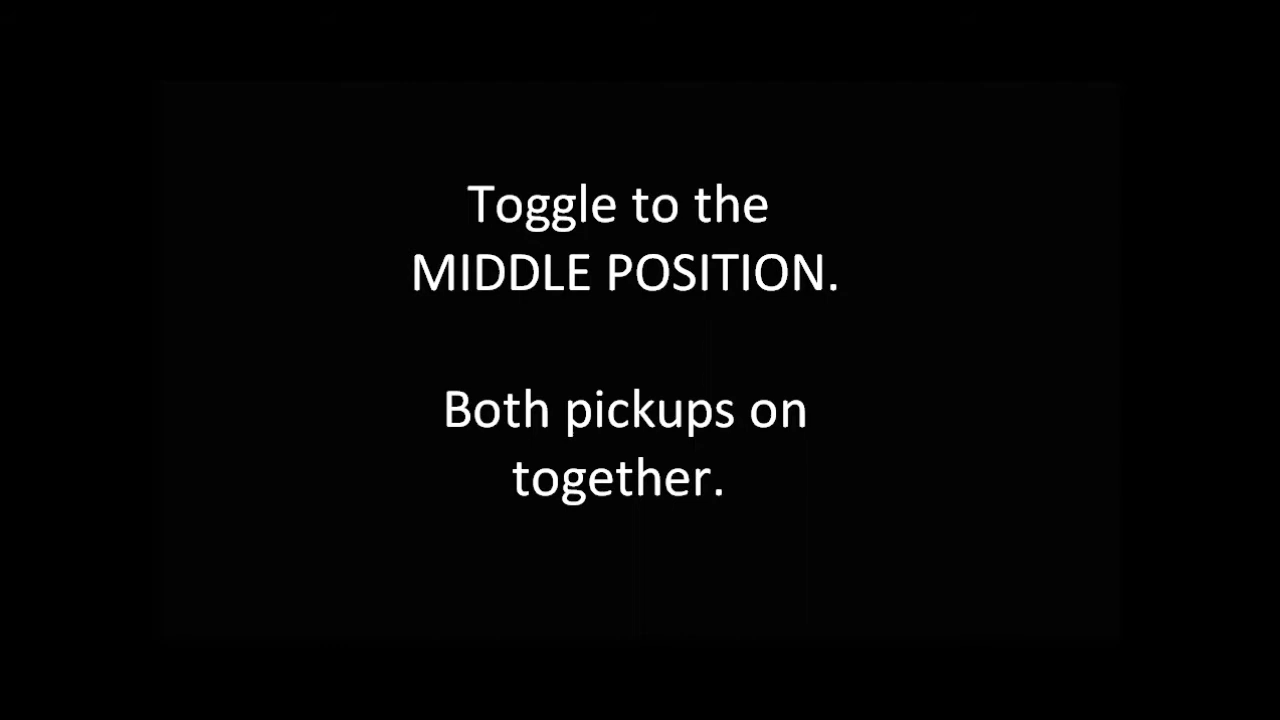 Toggle to the
MIDDLE POSITION.
Both pickups on
together.